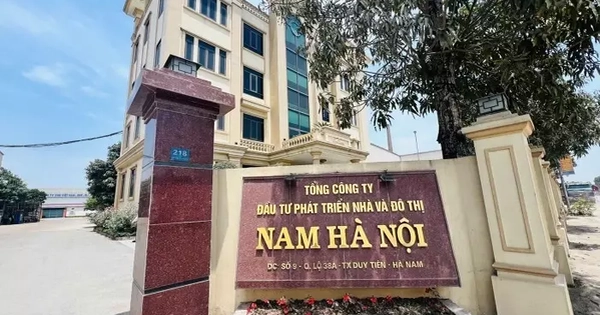 218
TỔNG CÔNG TY
ĐẦU TƯ PHÁT TRIỂN NHÀ VÀ ĐÔ THỊ
NAM HÀ NỘI
ĐC: SỐ 9 - Q. LỘ 38A - TX DUY TIÊN - HÀ NAM